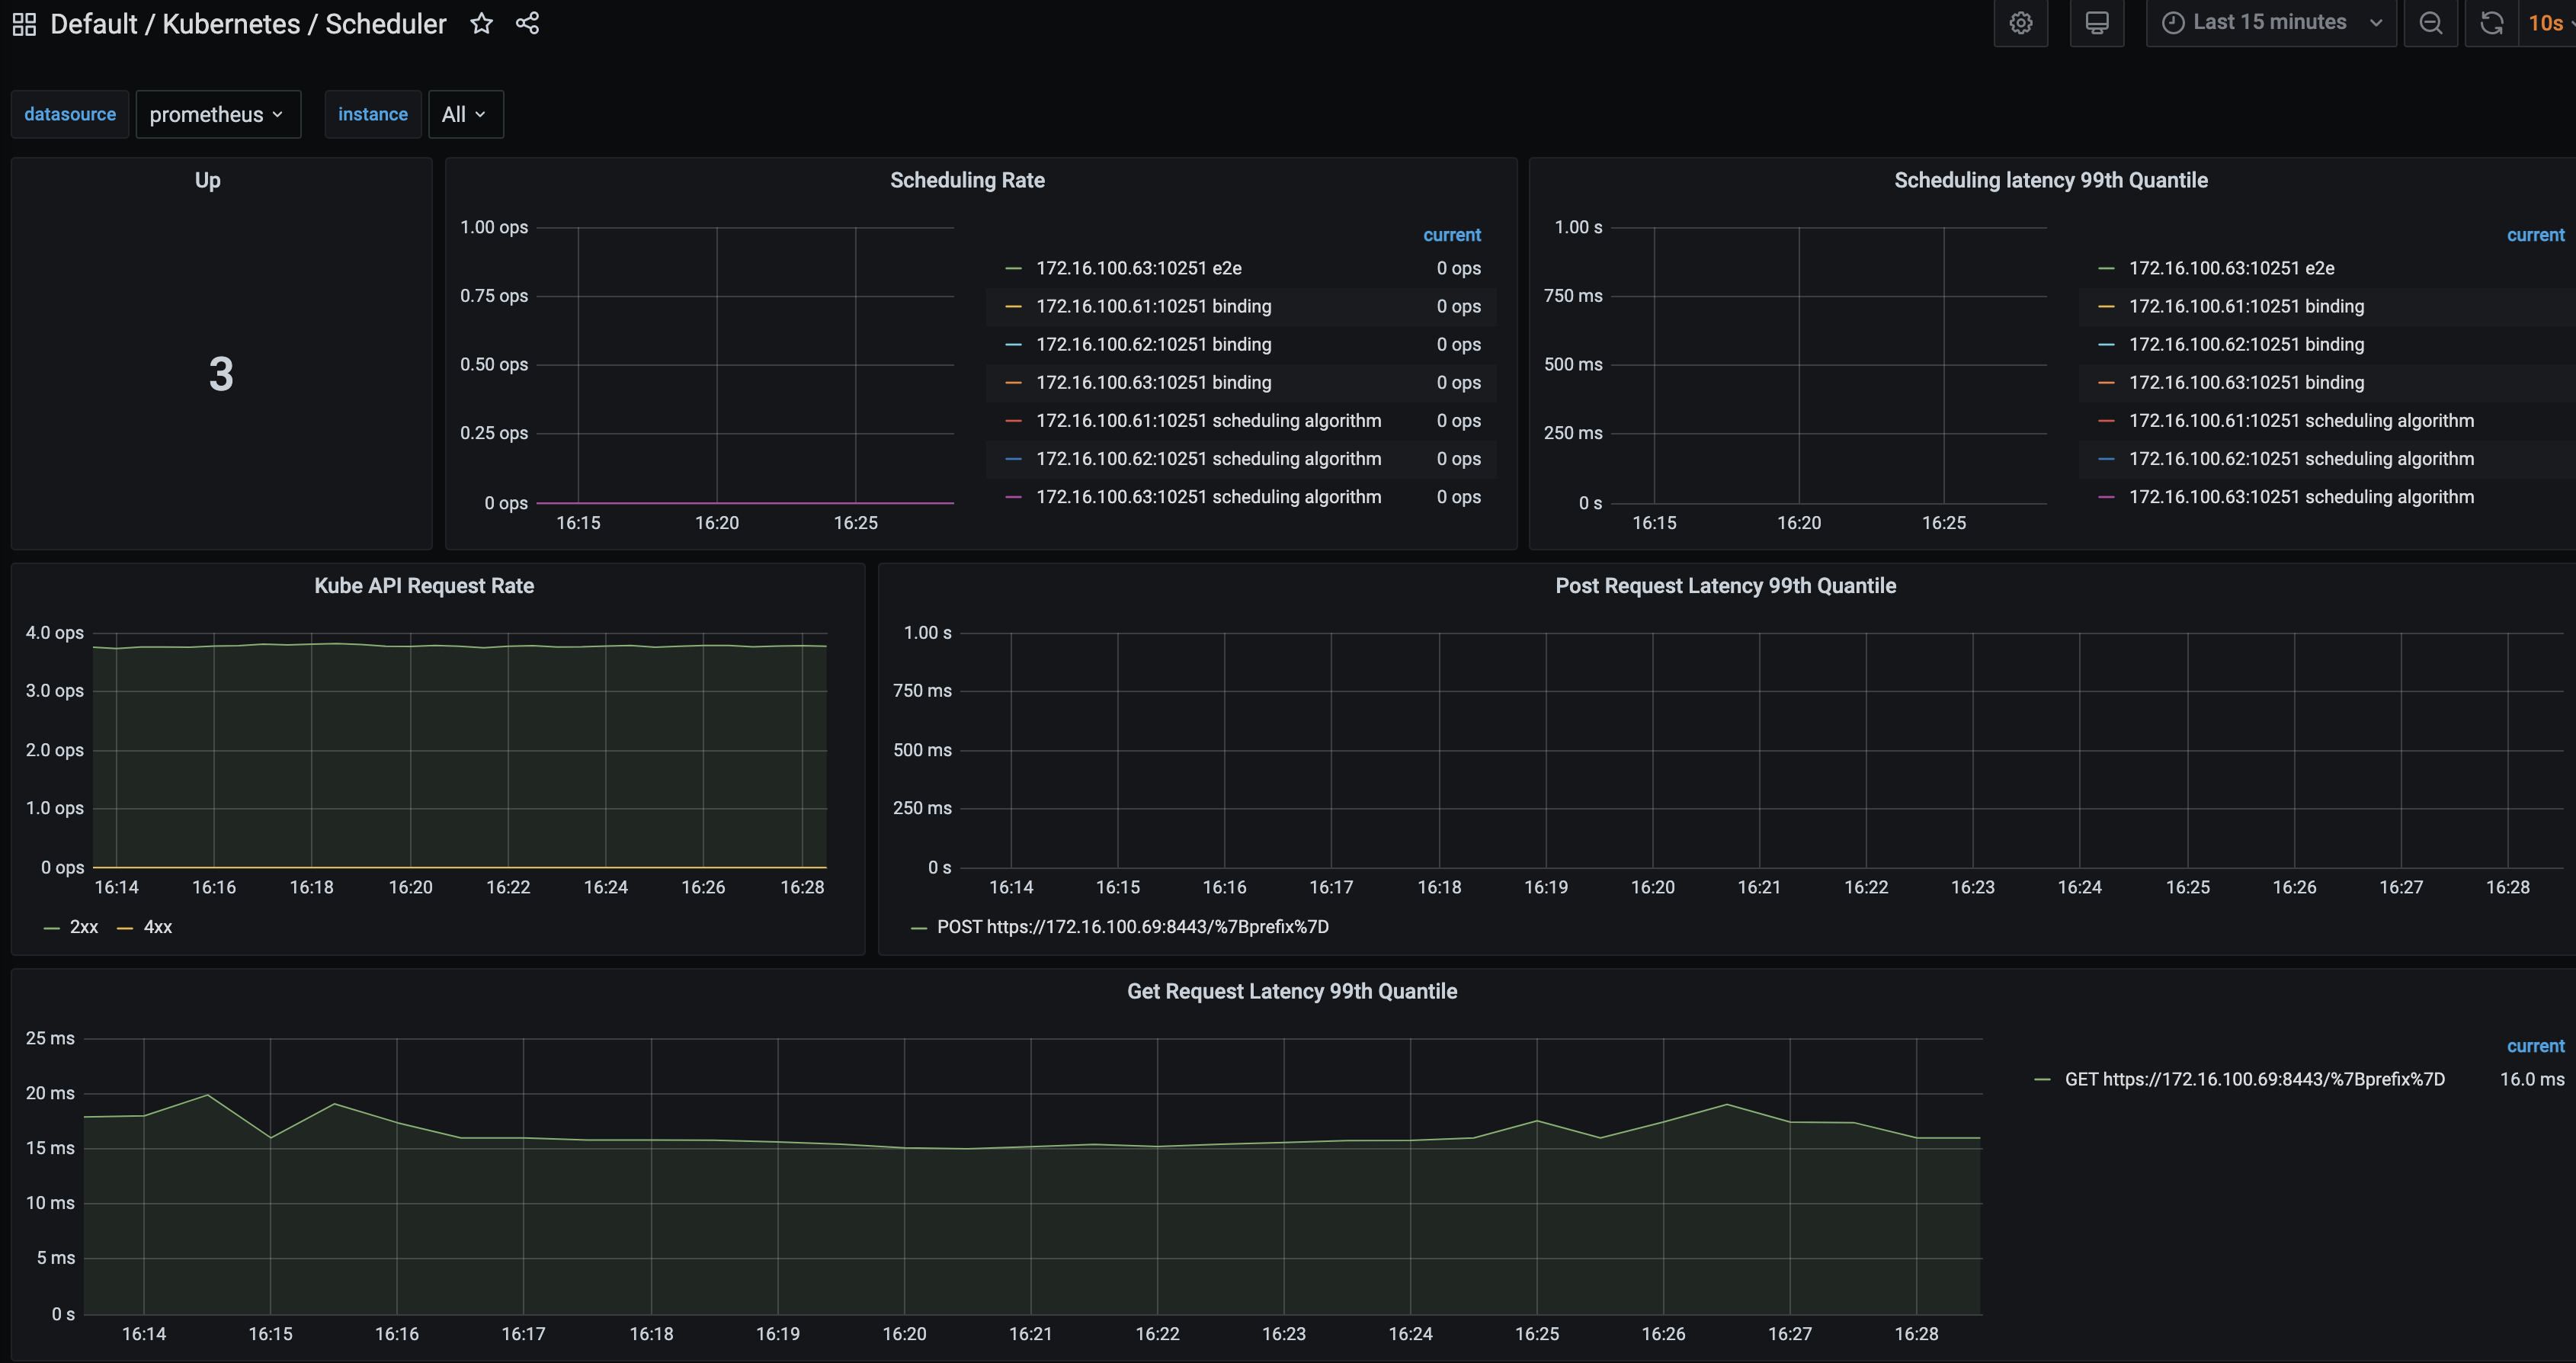 Default / Kubernetes / Scheduler
Last 15 minutes
10s
datasource
prometheus
instance
All
Up
3
Scheduling Rate
1.00 ops
0.75 ops
0.50 ops
0.25 ops
0 ops
16:15 16:20 16:25
current
172.16.100.63:10251 e2e 0 ops
172.16.100.61:10251 binding 0 ops
172.16.100.62:10251 binding 0 ops
172.16.100.63:10251 binding 0 ops
172.16.100.61:10251 scheduling algorithm 0 ops
172.16.100.62:10251 scheduling algorithm 0 ops
172.16.100.63:10251 scheduling algorithm 0 ops
Scheduling latency 99th Quantile
1.00 s
750 ms
500 ms
250 ms
0 s
16:15 16:20 16:25
current
172.16.100.63:10251 e2e
172.16.100.61:10251 binding
172.16.100.62:10251 binding
172.16.100.63:10251 binding
172.16.100.61:10251 scheduling algorithm
172.16.100.62:10251 scheduling algorithm
172.16.100.63:10251 scheduling algorithm
Kube API Request Rate
4.0 ops
3.0 ops
2.0 ops
1.0 ops
0 ops
16:14 16:16 16:18 16:20 16:22 16:24 16:26 16:28
2xx 4xx
Post Request Latency 99th Quantile
1.00 s
750 ms
500 ms
250 ms
0 s
16:14 16:15 16:16 16:17 16:18 16:19 16:20 16:21 16:22 16:23 16:24 16:25 16:26 16:27 16:28
POST https://172.16.100.69:8443/%7Bprefix%7D
Get Request Latency 99th Quantile
25 ms
20 ms
15 ms
10 ms
5 ms
0 s
16:14 16:15 16:16 16:17 16:18 16:19 16:20 16:21 16:22 16:23 16:24 16:25 16:26 16:27 16:28
current
GET https://172.16.100.69:8443/%7Bprefix%7D 16.0 ms